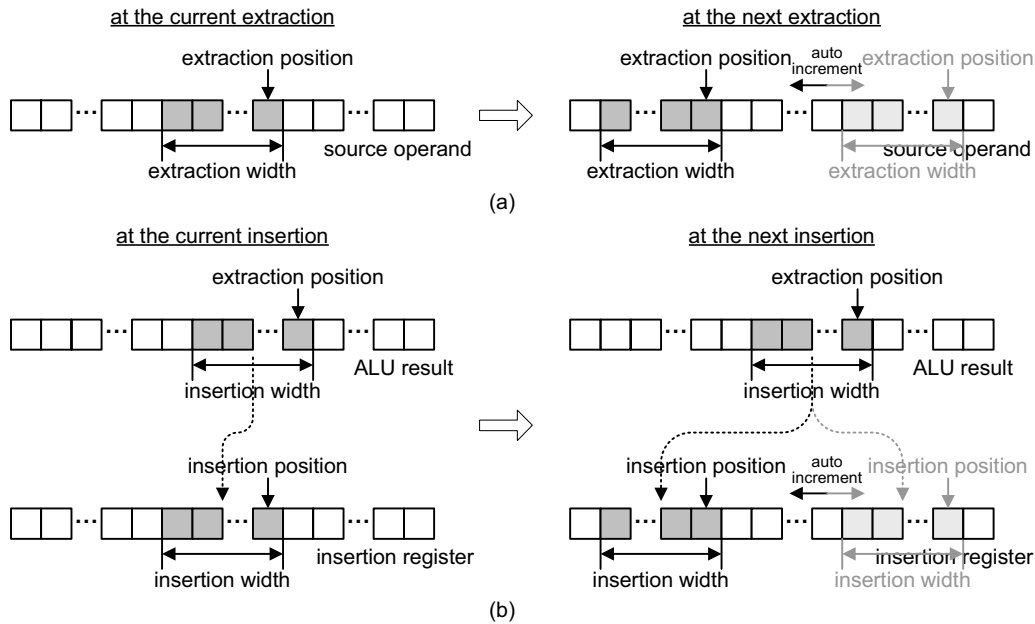 at the current extraction
at the next extraction
extraction position
extraction position
auto
increment
extraction position
...
...
...
...
...
...
source operand
source operand
extraction width
extraction width
extraction width
(a)
at the current insertion
at the next insertion
extraction position
extraction position
...
...
...
...
...
...
ALU result
ALU result
insertion width
insertion width
insertion position
insertion position
auto
increment
insertion position
...
...
...
...
...
...
insertion register
insertion register
insertion width
insertion width
insertion width
(b)